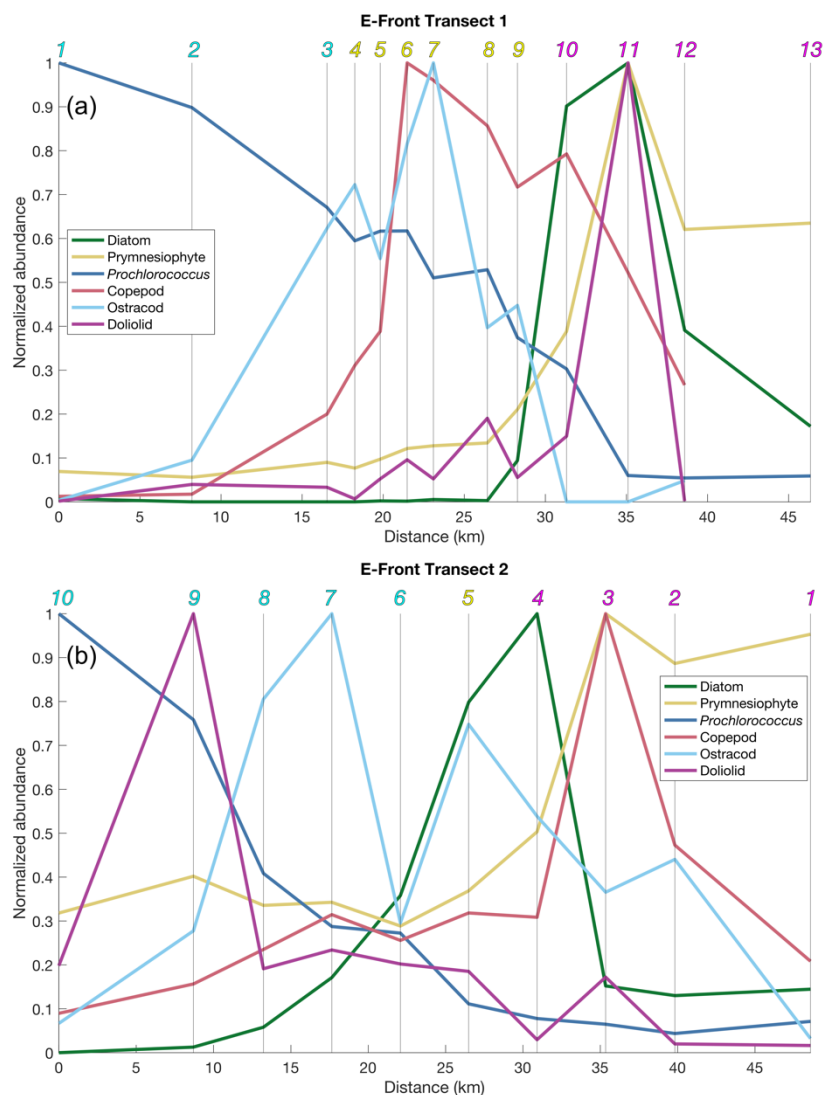 E-Front Transect 1
1 2 3 4 5 6 7 8 9 10 11 12 13
(a)
Normalized abundance
1
0.9
0.8
0.7
0.6
0.5
0.4
0.3
0.2
0.1
0
Diatom
Prymnesiophyte
Prochlorococcus
Copepod
Ostracod
Doliolid
0 5 10 15 20 25 30 35 40 45
Distance (km)
E-Front Transect 2
10 9 8 7 6 5 4 3 2 1
(b)
Normalized abundance
1
0.9
0.8
0.7
0.6
0.5
0.4
0.3
0.2
0.1
0
Diatom
Prymnesiophyte
Prochlorococcus
Copepod
Ostracod
Doliolid
0 5 10 15 20 25 30 35 40 45
Distance (km)